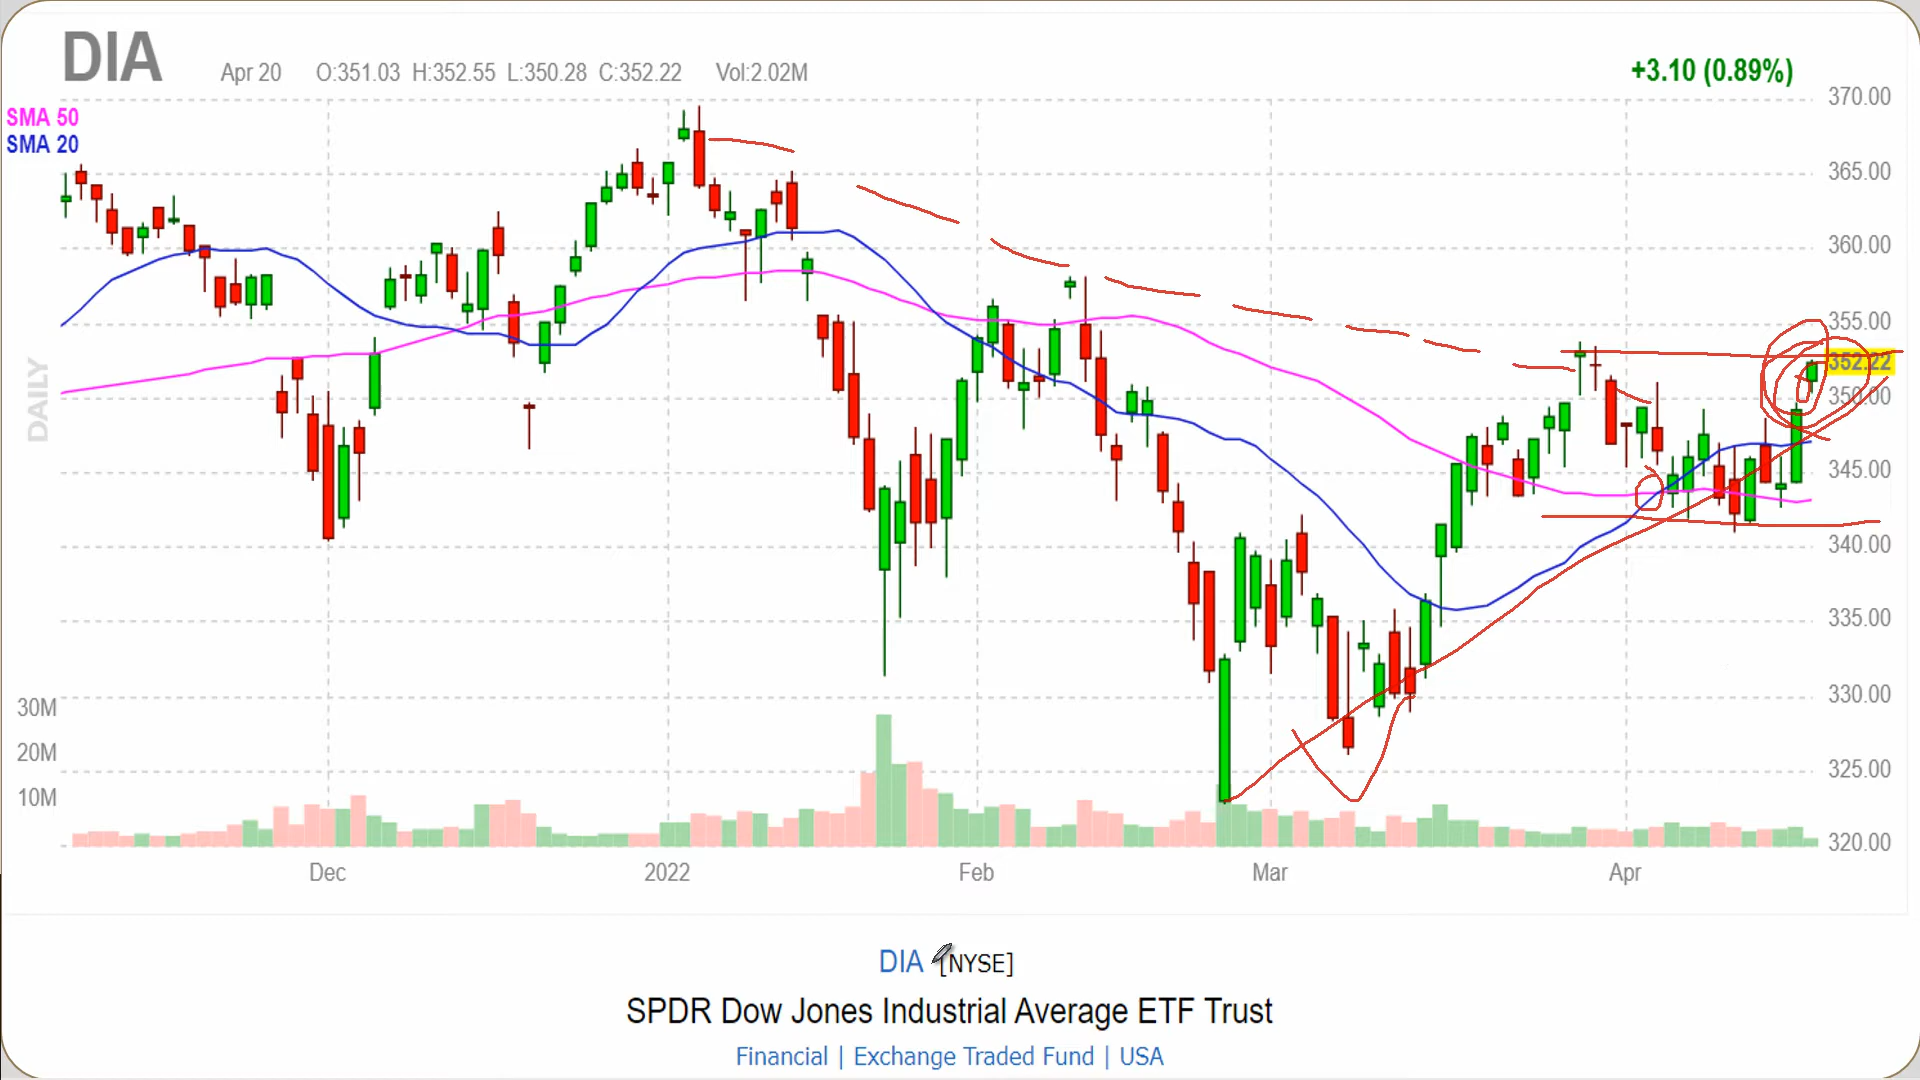 DIA
Apr 20 O:351.03 H:352.55 L:350.28 C:352.22 Vol:2.02M
+3.10 (0.89%)
SMA 50
SMA 20
370.00
365.00
360.00
355.00
352.22
350.00
345.00
340.00
335.00
330.00
325.00
320.00
DAILY
30M
20M
10M
Dec 2022 Feb Mar Apr
DIA [NYSE]
SPDR Dow Jones Industrial Average ETF Trust
Financial | Exchange Traded Fund | USA